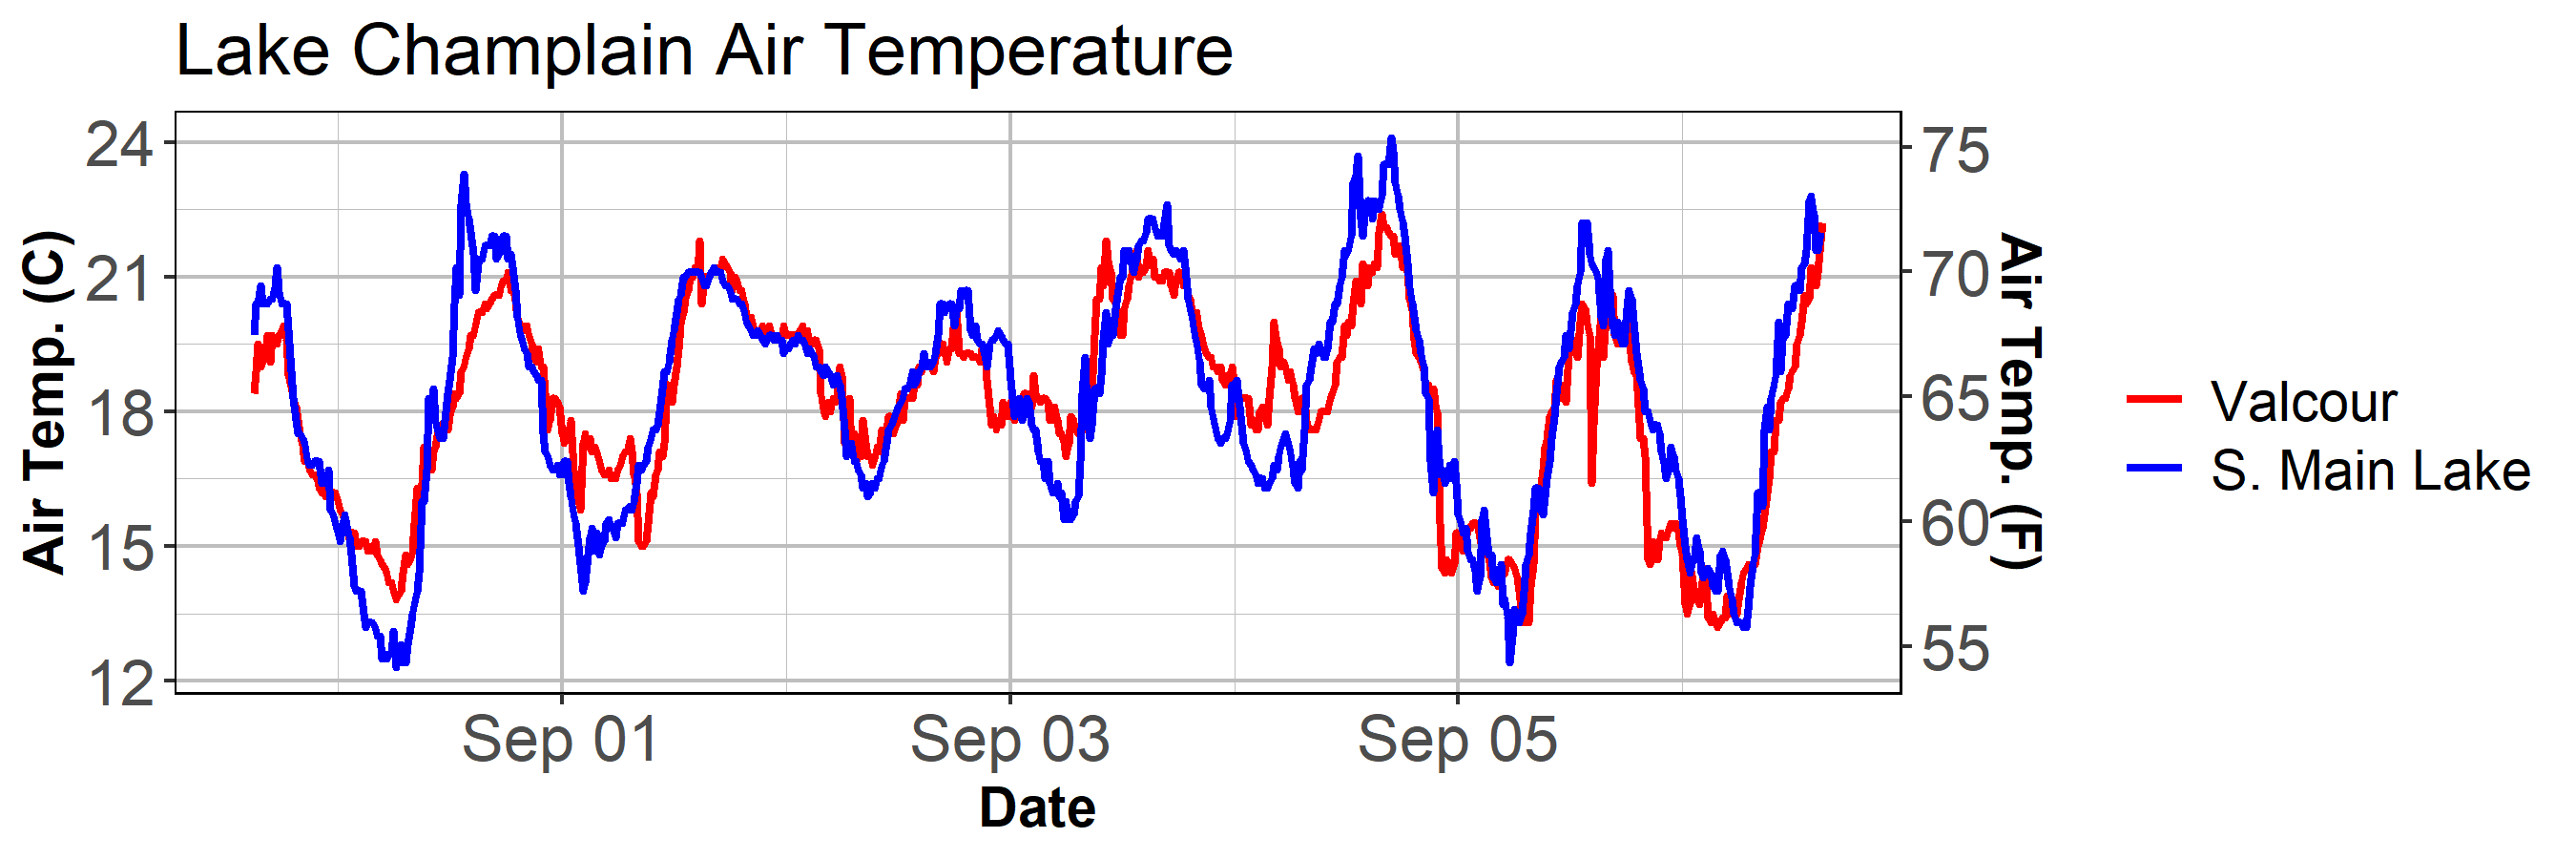 Lake Champlain Air Temperature
Air Temp. (C)
24
21
18
15
12
75
70
65
60
55
Air Temp. (F)
Sep 01
Sep 03
Sep 05
Date
Valcour
S. Main Lake